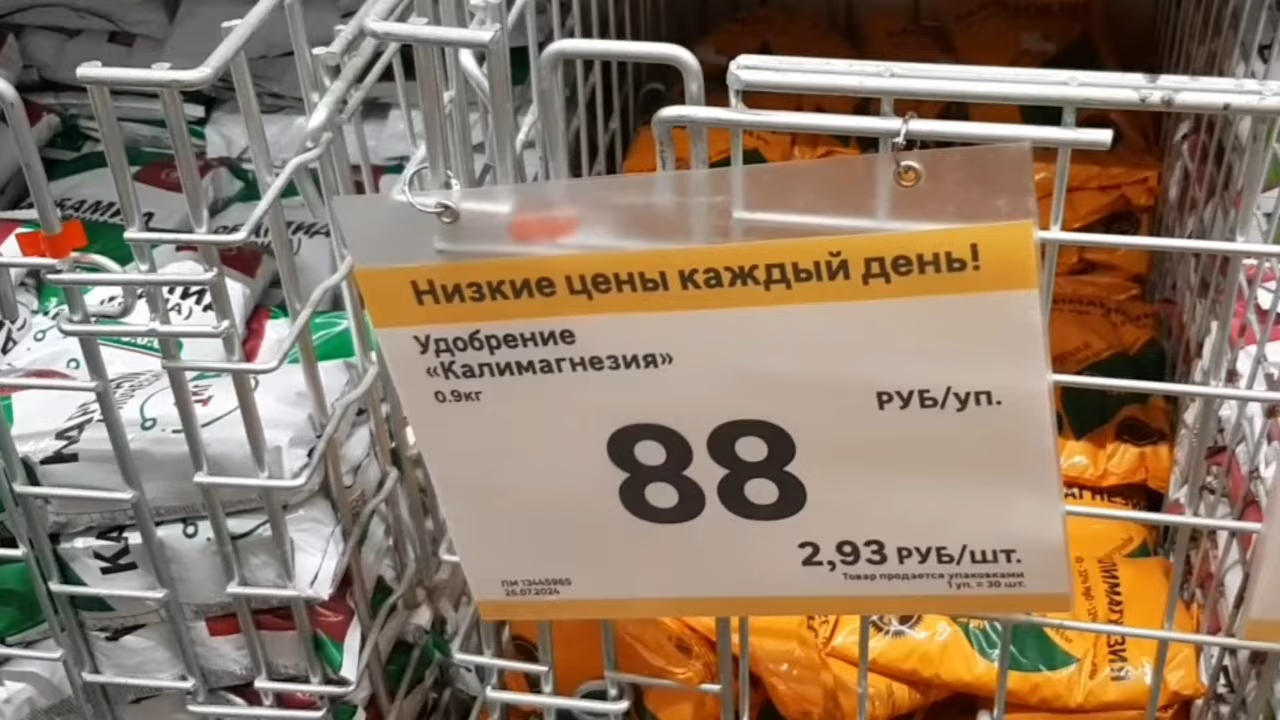 Низкие цены каждый день!
Удобрение
«Калимагнезия»
0.9кг
РУБ/уп.
88
2,93 РУБ/шт.
Товар продается упаковками
1 уп. = 30 шт.
ПМ 13445965
26.07.2024